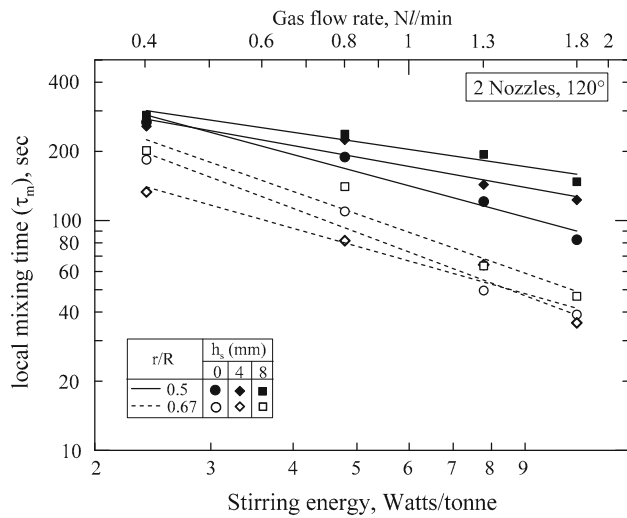 Gas flow rate, Nl/min
0.4 0.6 0.8 1 1.3 1.8 2
2 Nozzles, 120°
400
200
100
80
60
40
20
10
local mixing time (τm), sec
r/R hs (mm)
0 4 8
0.5
0.67
2 3 4 5 6 7 8 9
Stirring energy, Watts/tonne